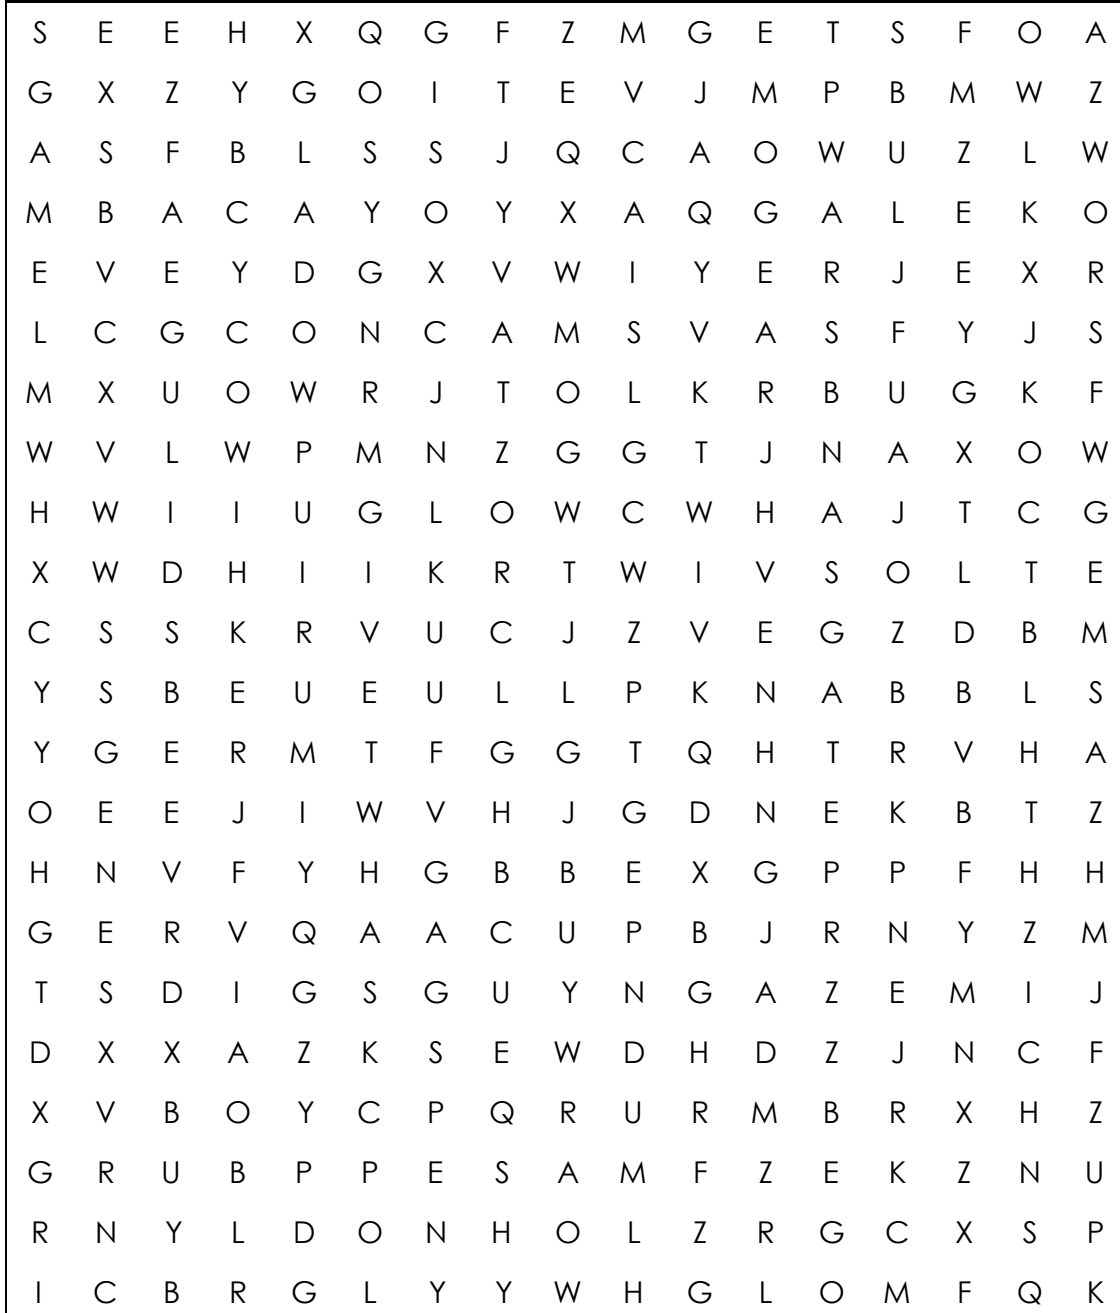 S E E H X Q G F Z M G E T S F O A
G X Z Y G O I T E V J M P B M W Z
A S F B L S S J Q C A O W U Z L W
M B A C A Y O Y X A Q G A L E K O
E V E Y D G X V W I Y E R J E X R
L C G C O N C A M S V A S F Y J S
M X U O W R J T O L K R B U G K F
W V L W P M N Z G G T J N A X O W
H W I I U G L O W C W H A J T C G
X W D H I I K R T W I V S O L T E
C S S K R V U C J Z V E G Z D B M
Y S B E U E U L L P K N A B B L S
Y G E R M T F G G T Q H T R V H A
O E E J I W V H J G D N E K B T Z
H N V F Y H G B B E X G P P F H H
G E R V Q A A C U P B J R N Y Z M
T S D I G S G U Y N G A Z E M I J
D X X A Z K S E W D H D Z J N C F
X V B O Y C P Q R U R M B R X H Z
G R U B P P E S A M F Z E K Z N U
R N Y L D O N H O L Z R G C X S P
I C B R G L Y Y W H G L O M F Q K